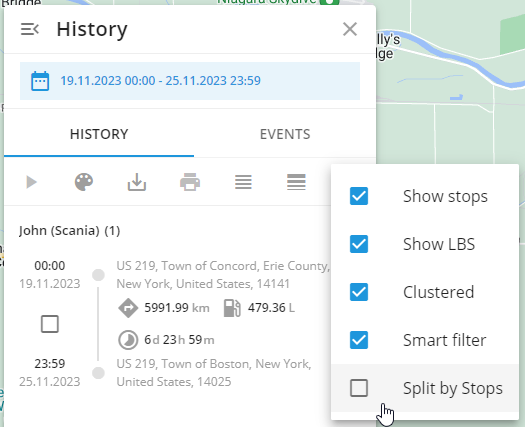 Niagara Skydive
History
lly's
dge
19.11.2023 00:00 - 25.11.2023 23:59
HISTORY
EVENTS
John (Scania) (1)
00:00
19.11.2023
US 219, Town of Concord, Erie County,
New York, United States, 14141
5991.99 km
479.36 L
6 d 23 h 59 m
23:59
25.11.2023
US 219, Town of Boston, New York,
United States, 14025
Show stops
Show LBS
Clustered
Smart filter
Split by Stops